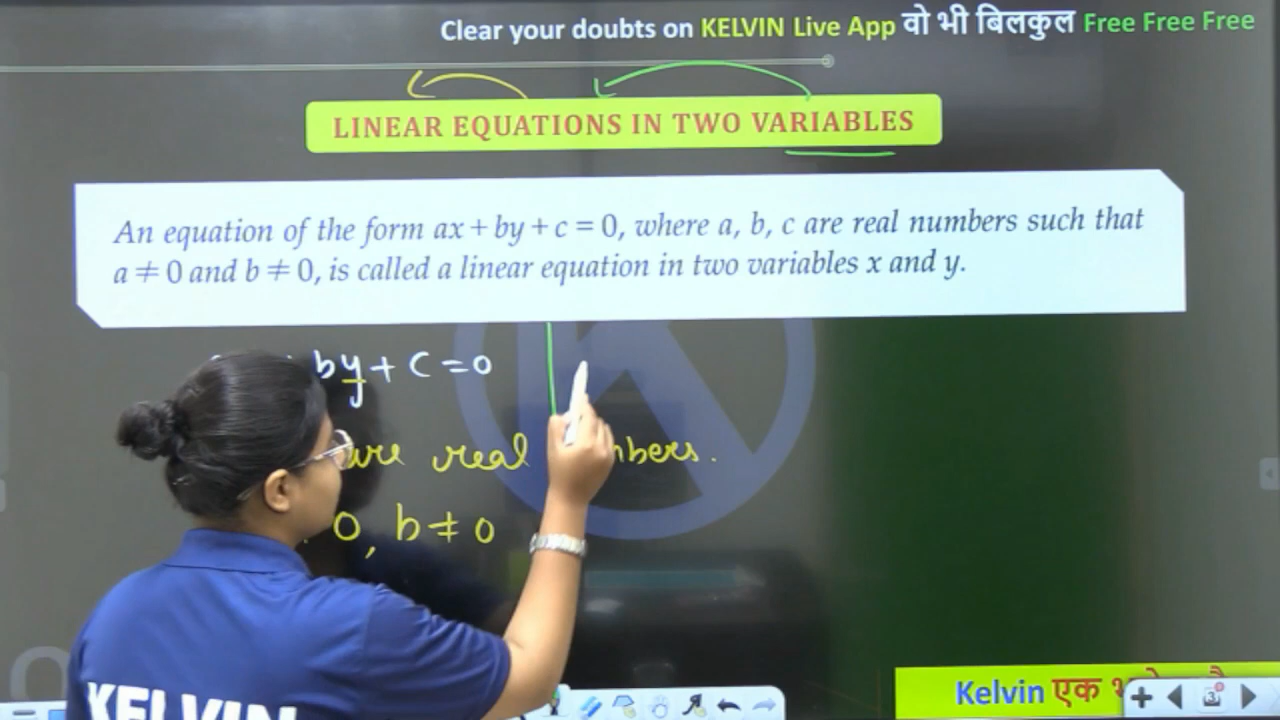 Clear your doubts on KELVIN Live App वो भी बिलकुल Free Free Free
LINEAR EQUATIONS IN TWO VARIABLES
An equation of the form ax + by + c = 0, where a, b, c are real numbers such that
a ≠ 0 and b ≠ 0, is called a linear equation in two variables x and y.
by + c = 0
are real
0, b ≠ 0
KELVIN
Kelvin एक